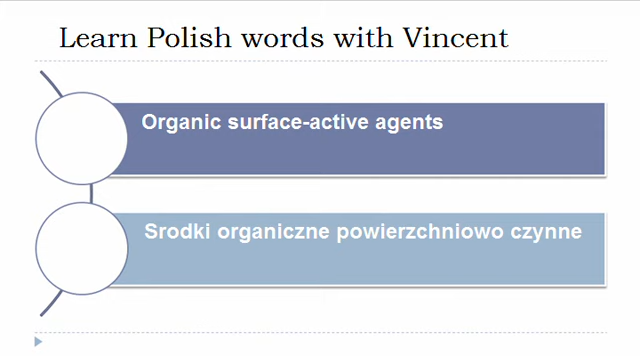 Learn Polish words with Vincent
Organic surface-active agents
Srodki organiczne powierzchniowo czynne